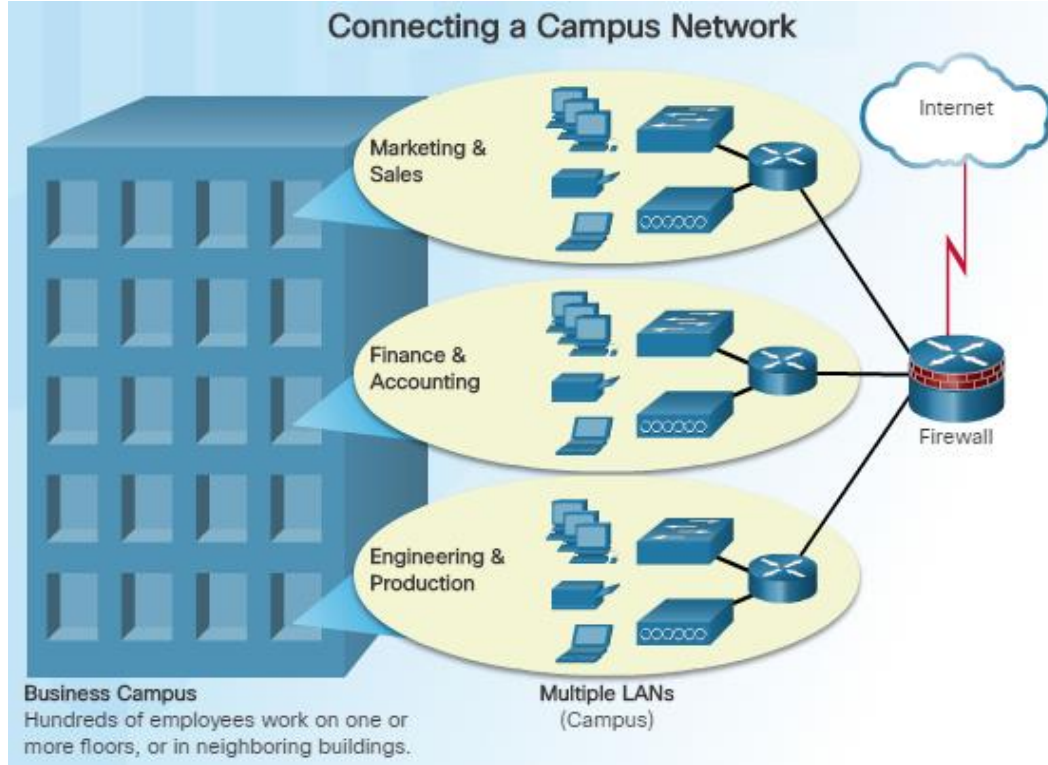 Connecting a Campus Network
Internet
Marketing &
Sales
Finance &
Accounting
Firewall
Engineering &
Production
Business Campus
Hundreds of employees work on one or
more floors, or in neighboring buildings.
Multiple LANs
(Campus)